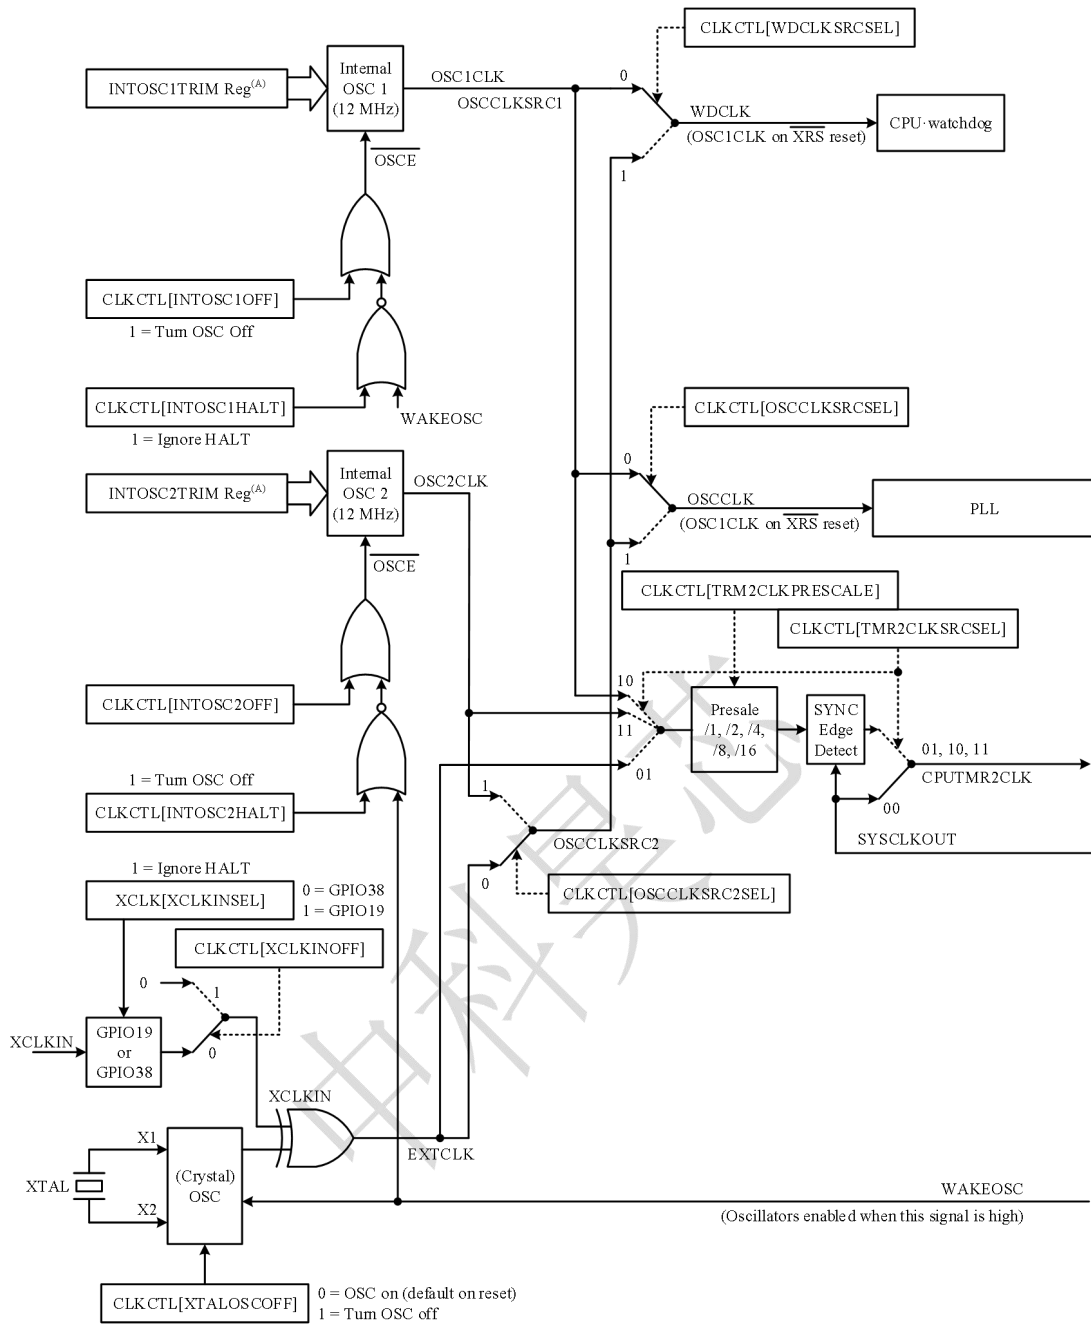 CLKCTL[WDCLKSRCSEL]
INTOSC1TRIM Reg(A)
Internal
OSC 1
(12 MHz)
OSC1CLK
OSCCLKSRC1
0
WDCLK
(OSC1CLK on XRS reset)
CPU·watchdog
1
OSCE
CLKCTL[INTOSC1OFF]
1 = Turn OSC Off
CLKCTL[INTOSC1HALT]
1 = Ignore HALT
WAKEOSC
CLKCTL[OSCCLKSRCSEL]
INTOSC2TRIM Reg(A)
Internal
OSC 2
(12 MHz)
OSC2CLK
0
OSCCLK
(OSC1CLK on XRS reset)
PLL
1
OSCE
CLKCTL[TRM2CLKPRESCALE]
CLKCTL[TMR2CLKSRCSEL]
CLKCTL[INTOSC2OFF]
10
11
01
Presale
/1, /2, /4,
/8, /16
SYNC
Edge
Detect
01, 10, 11
CPUTMR2CLK
00
SYSCLKOUT
1 = Turn OSC Off
CLKCTL[INTOSC2HALT]
1
OSCCLKSRC2
0
CLKCTL[OSCCLKSRC2SEL]
1 = Ignore HALT
XCLK[XCLKINSEL]
0 = GPIO38
1 = GPIO19
CLKCTL[XCLKINOFF]
0
1
XCLKIN
GPIO19
or
GPIO38
0
XCLKIN
EXTCLK
XTAL
X1
X2
(Crystal)
OSC
WAKEOSC
(Oscillators enabled when this signal is high)
CLKCTL[XTALOSCOFF]
0 = OSC on (default on reset)
1 = Turn OSC off
中科昊芯